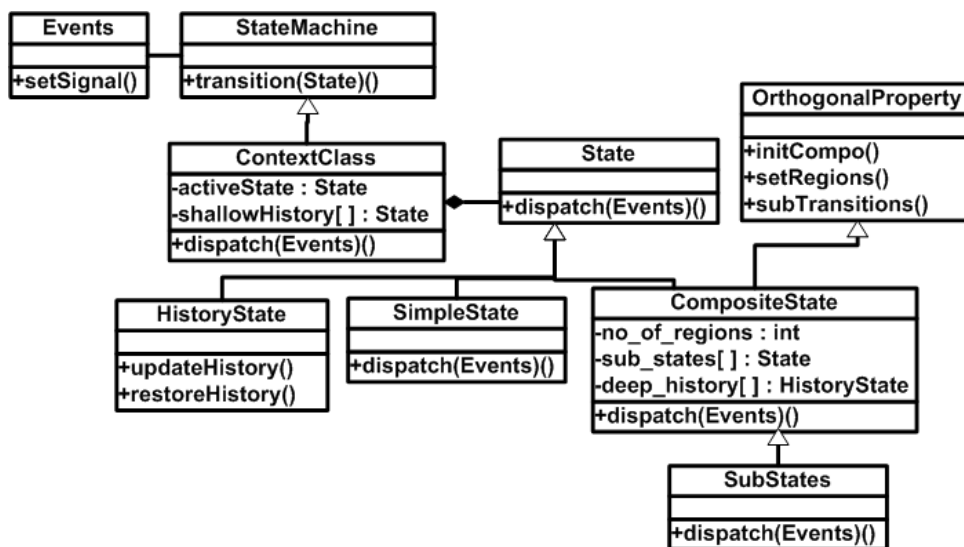 Events
+setSignal()
StateMachine
+transition(State)()
ContextClass
-activeState : State
-shallowHistory[ ] : State
+dispatch(Events)()
State
+dispatch(Events)()
OrthogonalProperty
+initCompo()
+setRegions()
+subTransitions()
HistoryState
+updateHistory()
+restoreHistory()
SimpleState
+dispatch(Events)()
CompositeState
-no_of_regions : int
-sub_states[ ] : State
-deep_history[ ] : HistoryState
+dispatch(Events)()
SubStates
+dispatch(Events)()